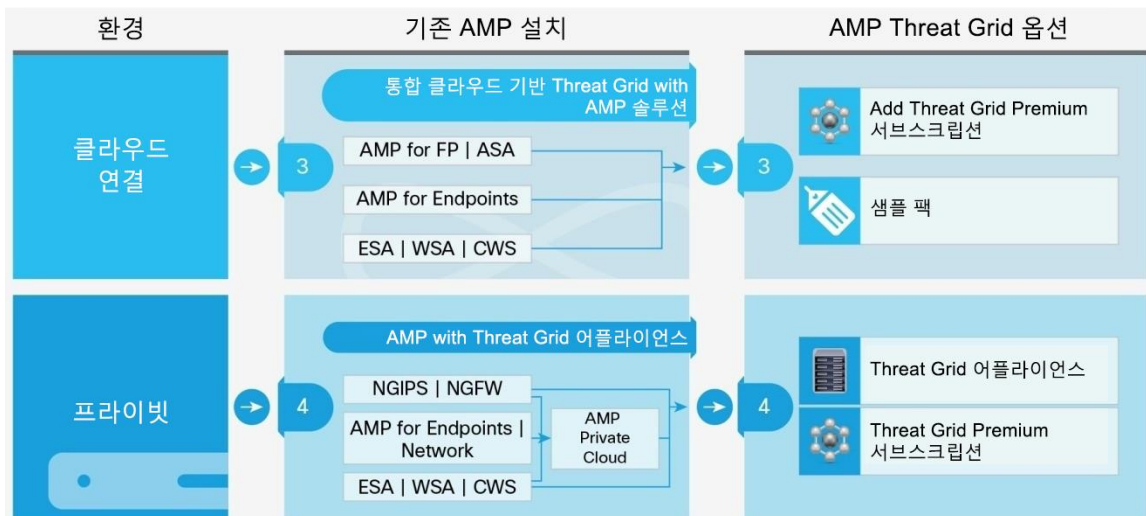 환경
기존 AMP 설치
AMP Threat Grid 옵션
클라우드
연결
3
통합 클라우드 기반 Threat Grid with
AMP 솔루션
AMP for FP | ASA
AMP for Endpoints
ESA | WSA | CWS
3
Add Threat Grid Premium
서브스크립션
샘플 팩
프라이빗
4
AMP with Threat Grid 어플라이언스
NGIPS | NGFW
AMP for Endpoints |
Network
ESA | WSA | CWS
AMP
Private
Cloud
4
Threat Grid 어플라이언스
Threat Grid Premium
서브스크립션